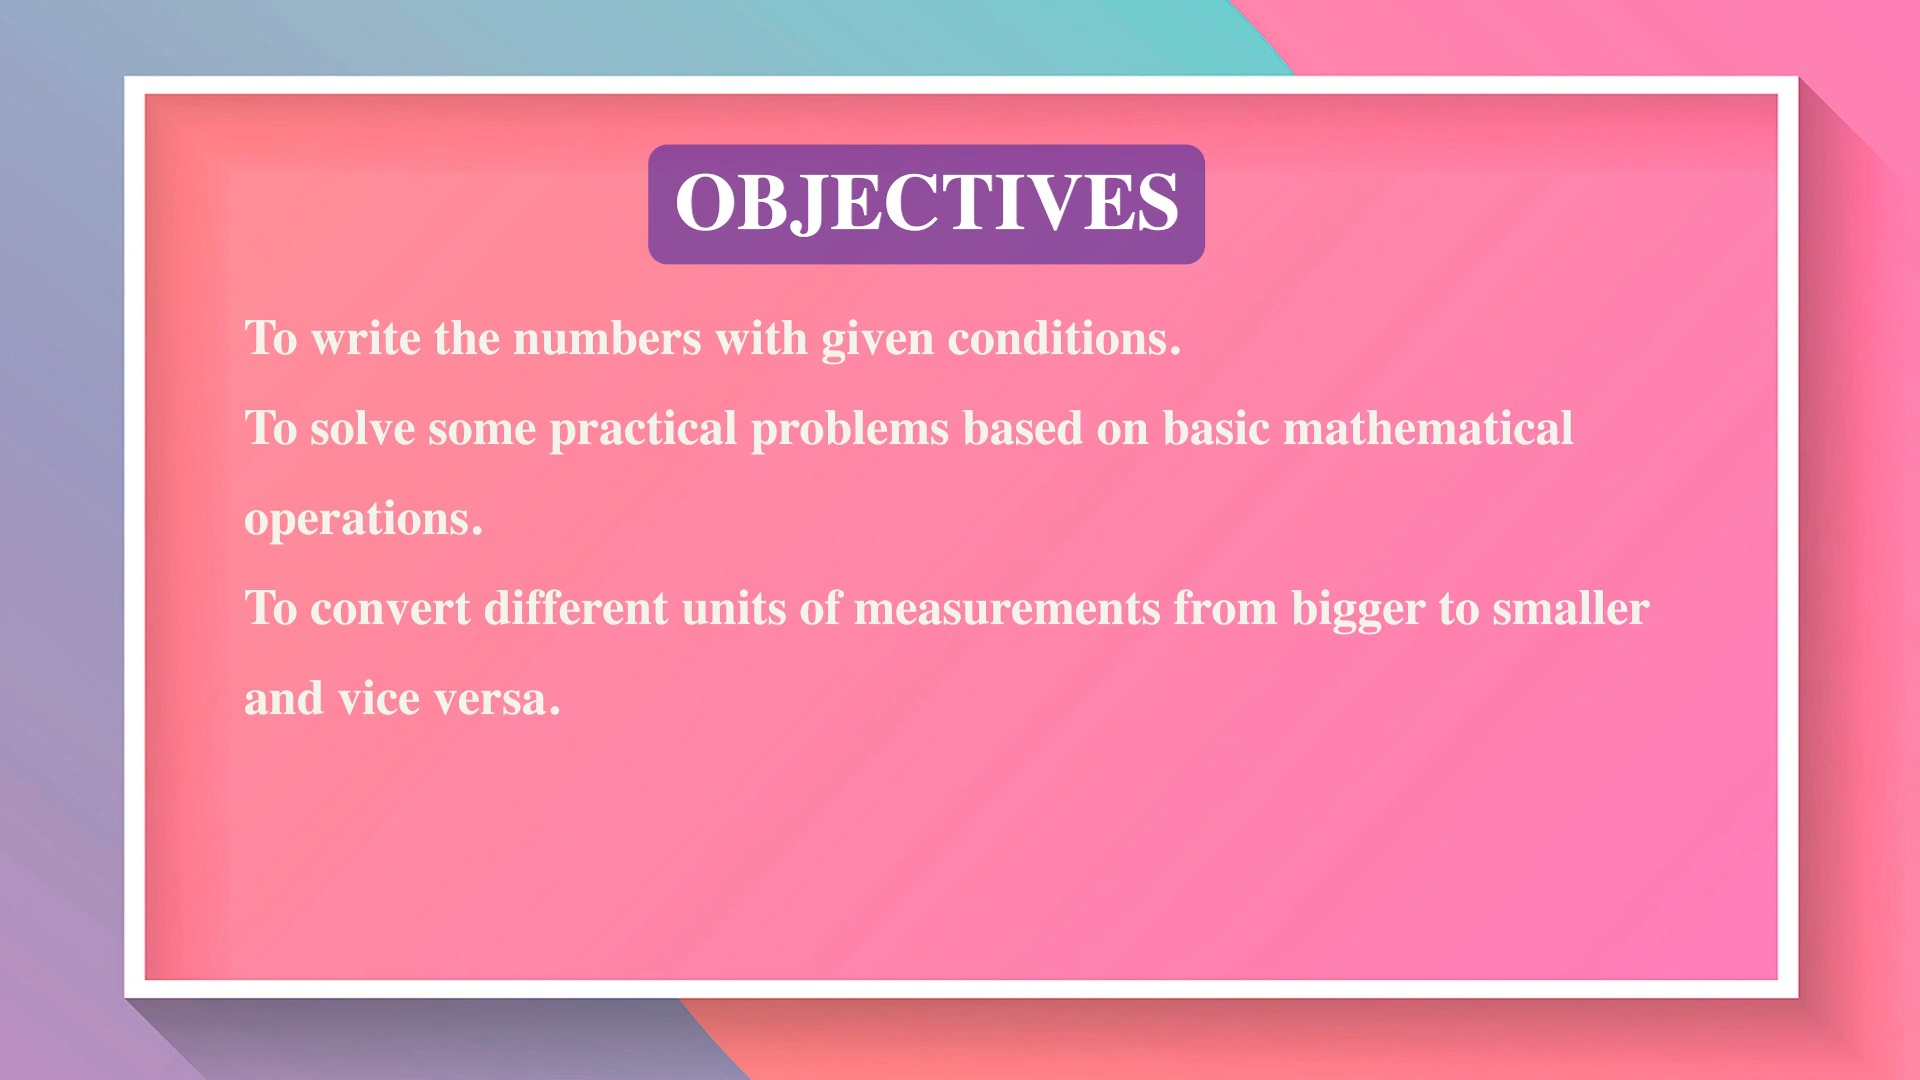 OBJECTIVES
To write the numbers with given conditions.
To solve some practical problems based on basic mathematical
operations.
To convert different units of measurements from bigger to smaller
and vice versa.